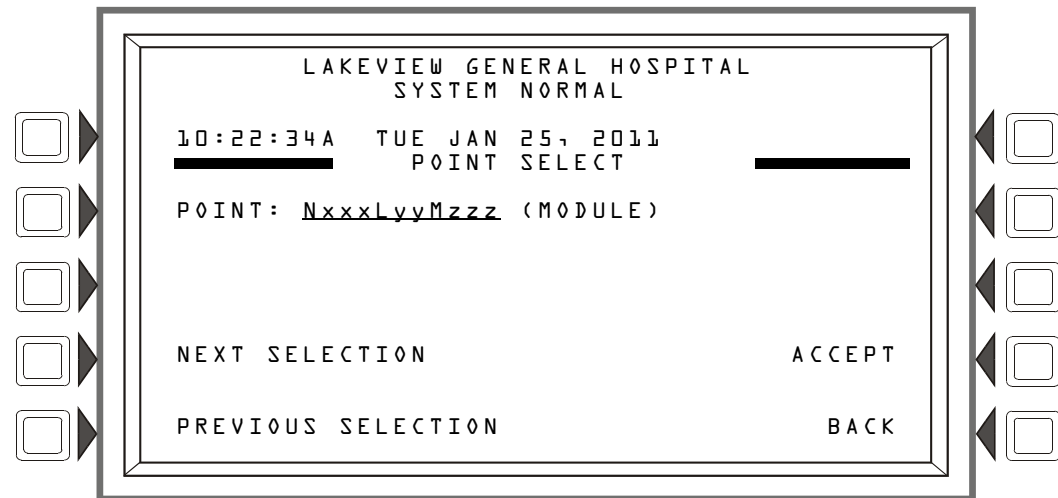 LAKEVIEW GENERAL HOSPITAL
SYSTEM NORMAL
10:22:34A TUE JAN 25, 2011
POINT SELECT
POINT: NxxxLyyMzzz (MODULE)
NEXT SELECTION ACCEPT
PREVIOUS SELECTION BACK